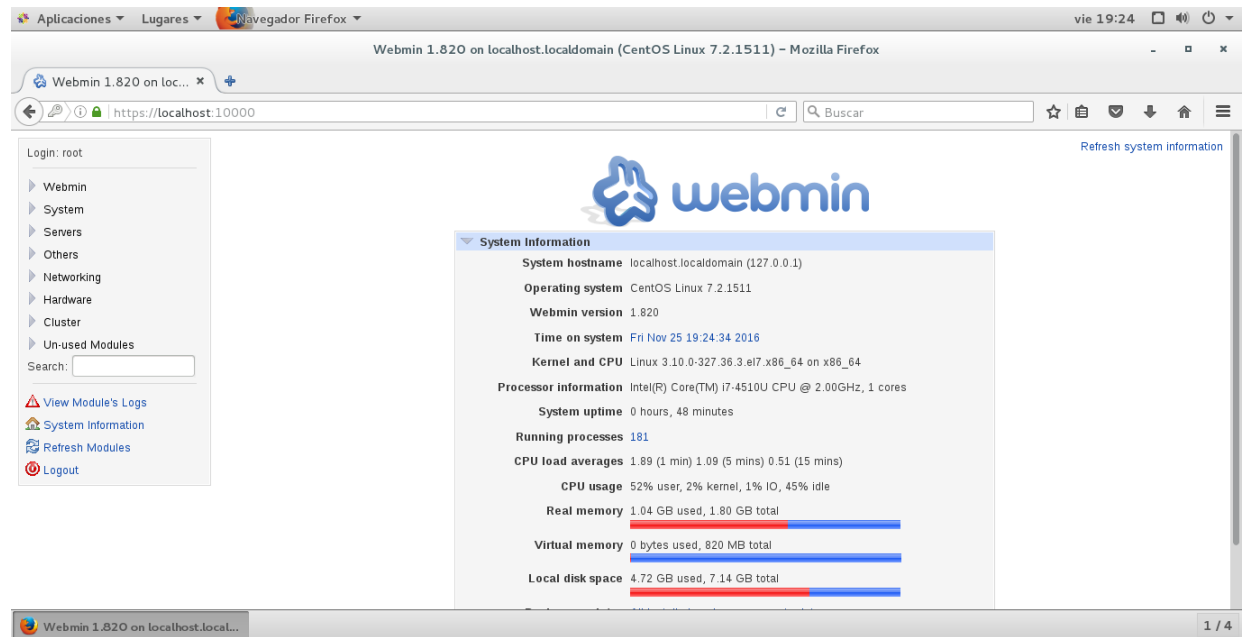 Aplicaciones Lugares Navegador Firefox vie 19:24
Webmin 1.820 on localhost.localdomain (CentOS Linux 7.2.1511) - Mozilla Firefox
Webmin 1.820 on loc...
https://localhost:10000 Buscar
Refresh system information
Login: root
Webmin
System
Servers
Others
Networking
Hardware
Cluster
Un-used Modules
Search:
View Module's Logs
System Information
Refresh Modules
Logout
webmin
System Information
System hostname localhost.localdomain (127.0.0.1)
Operating system CentOS Linux 7.2.1511
Webmin version 1.820
Time on system Fri Nov 25 19:24:34 2016
Kernel and CPU Linux 3.10.0-327.36.3.el7.x86_64 on x86_64
Processor information Intel(R) Core(TM) i7-4510U CPU @ 2.00GHz, 1 cores
System uptime 0 hours, 48 minutes
Running processes 181
CPU load averages 1.89 (1 min) 1.09 (5 mins) 0.51 (15 mins)
CPU usage 52% user, 2% kernel, 1% IO, 45% idle
Real memory 1.04 GB used, 1.80 GB total
Virtual memory 0 bytes used, 820 MB total
Local disk space 4.72 GB used, 7.14 GB total
Webmin 1.820 on localhost.local... 1 / 4